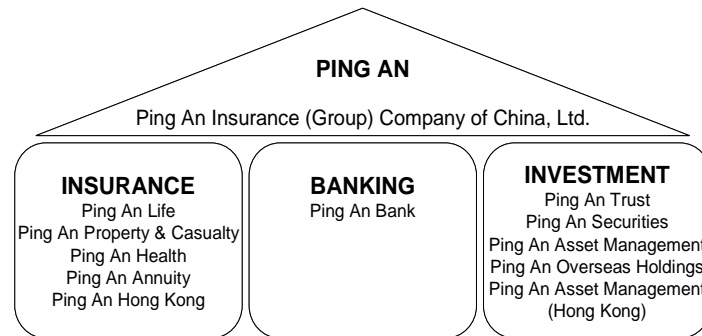 PING AN
Ping An Insurance (Group) Company of China, Ltd.
INSURANCE
Ping An Life
Ping An Property & Casualty
Ping An Health
Ping An Annuity
Ping An Hong Kong
BANKING
Ping An Bank
INVESTMENT
Ping An Trust
Ping An Securities
Ping An Asset Management
Ping An Overseas Holdings
Ping An Asset Management
(Hong Kong)